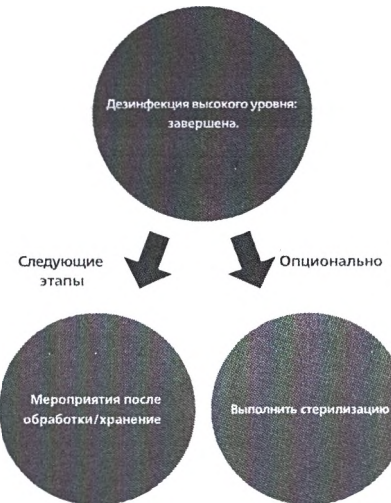 Дезинфекция высокого уровня:
завершена.
Следующие
этапы
Опционально
Мероприятия после
обработки/хранение
Выполнить стерилизацию